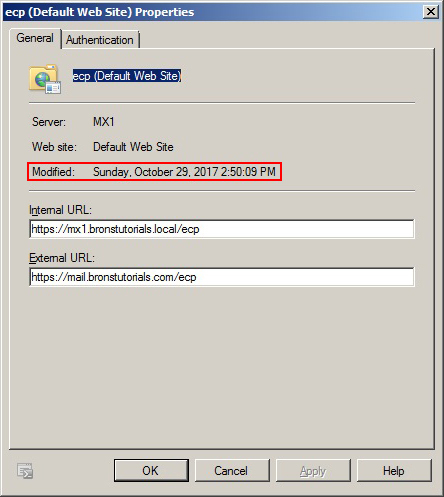 ecp (Default Web Site) Properties
General Authentication
ecp (Default Web Site)
Server: MX1
Web site: Default Web Site
Modified: Sunday, October 29, 2017 2:50:09 PM
Internal URL:
https://mx1.bronstutorials.local/ecp
External URL:
https://mail.bronstutorials.com/ecp
OK Cancel Apply Help